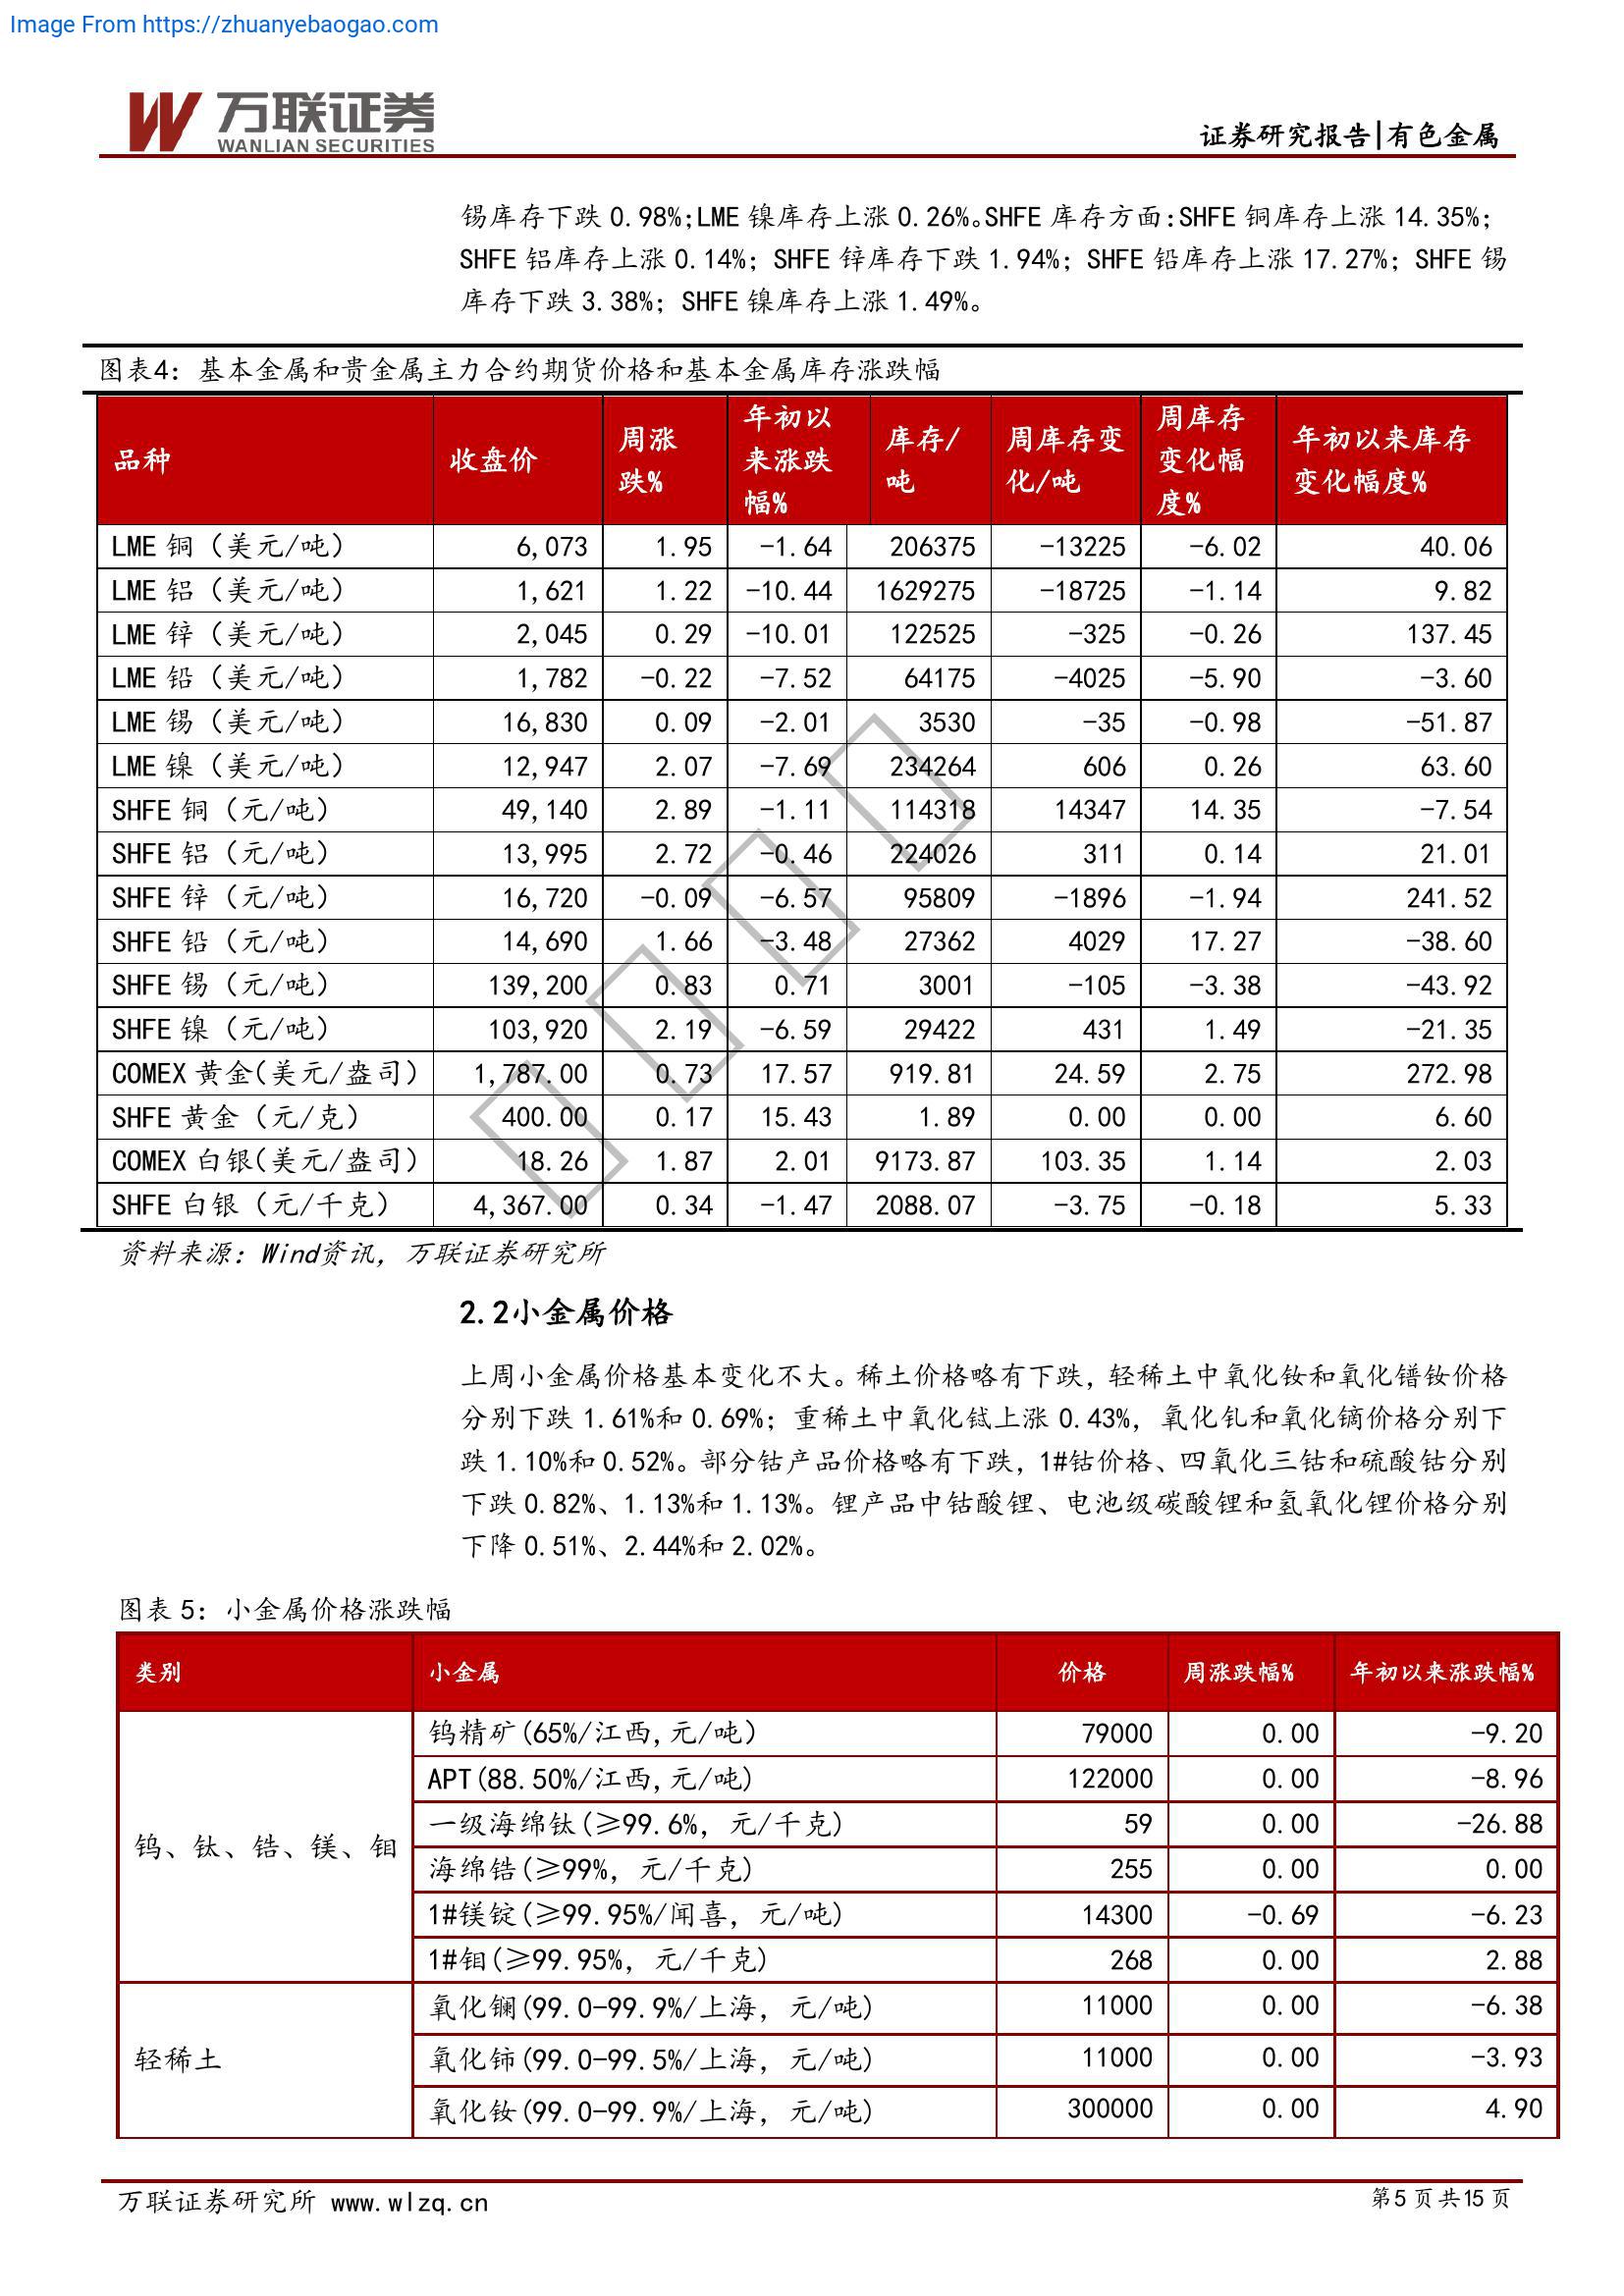 Image From https://zhuanyebaogao.com
万联证券
WANLIAN SECURITIES
证券研究报告|有色金属
锡库存下跌 0.98%;LME 镍库存上涨 0.26%。SHFE 库存方面:SHFE 铜库存上涨 14.35%;
SHFE 铝库存上涨 0.14%; SHFE 锌库存下跌 1.94%; SHFE 铅库存上涨 17.27%; SHFE 锡
库存下跌 3.38%; SHFE 镍库存上涨 1.49%。
图表4: 基本金属和贵金属主力合约期货价格和基本金属库存涨跌幅
品种 收盘价 周涨跌% 年初以来涨跌幅% 库存/吨 周库存变化/吨 周库存变化幅度% 年初以来库存变化幅度%
LME 铜 (美元/吨) 6,073 1.95 -1.64 206375 -13225 -6.02 40.06
LME 铝 (美元/吨) 1,621 1.22 -10.44 1629275 -18725 -1.14 9.82
LME 锌 (美元/吨) 2,045 0.29 -10.01 122525 -325 -0.26 137.45
LME 铅 (美元/吨) 1,782 -0.22 -7.52 64175 -4025 -5.90 -3.60
LME 锡 (美元/吨) 16,830 0.09 -2.01 3530 -35 -0.98 -51.87
LME 镍 (美元/吨) 12,947 2.07 -7.69 234264 606 0.26 63.60
SHFE 铜 (元/吨) 49,140 2.89 -1.11 114318 14347 14.35 -7.54
SHFE 铝 (元/吨) 13,995 2.72 -0.46 224026 311 0.14 21.01
SHFE 锌 (元/吨) 16,720 -0.09 -6.57 95809 -1896 -1.94 241.52
SHFE 铅 (元/吨) 14,690 1.66 -3.48 27362 4029 17.27 -38.60
SHFE 锡 (元/吨) 139,200 0.83 0.71 3001 -105 -3.38 -43.92
SHFE 镍 (元/吨) 103,920 2.19 -6.59 29422 431 1.49 -21.35
COMEX 黄金(美元/盎司) 1,787.00 0.73 17.57 919.81 24.59 2.75 272.98
SHFE 黄金 (元/克) 400.00 0.17 15.43 1.89 0.00 0.00 6.60
COMEX 白银(美元/盎司) 18.26 1.87 2.01 9173.87 103.35 1.14 2.03
SHFE 白银 (元/千克) 4,367.00 0.34 -1.47 2088.07 -3.75 -0.18 5.33
资料来源: Wind资讯, 万联证券研究所
2.2小金属价格
上周小金属价格基本变化不大。稀土价格略有下跌, 轻稀土中氧化钕和氧化镨钕价格
分别下跌 1.61%和 0.69%; 重稀土中氧化铽上涨 0.43%, 氧化钆和氧化镝价格分别下
跌 1.10%和 0.52%。部分钴产品价格略有下跌, 1#钴价格、四氧化三钴和硫酸钴分别
下跌 0.82%、1.13%和 1.13%。锂产品中钴酸锂、电池级碳酸锂和氢氧化锂价格分别
下降 0.51%、2.44%和 2.02%。
图表 5: 小金属价格涨跌幅
类别 小金属 价格 周涨跌幅% 年初以来涨跌幅%
钨、钛、锆、镁、钼
钨精矿(65%/江西,元/吨) 79000 0.00 -9.20
APT(88.50%/江西,元/吨) 122000 0.00 -8.96
一级海绵钛(≥99.6%, 元/千克) 59 0.00 -26.88
海绵锆(≥99%, 元/千克) 255 0.00 0.00
1#镁锭(≥99.95%/闻喜, 元/吨) 14300 -0.69 -6.23
1#钼(≥99.95%, 元/千克) 268 0.00 2.88
轻稀土
氧化镧(99.0-99.9%/上海, 元/吨) 11000 0.00 -6.38
氧化铈(99.0-99.5%/上海, 元/吨) 11000 0.00 -3.93
氧化钕(99.0-99.9%/上海, 元/吨) 300000 0.00 4.90
万联证券研究所 www.wlzq.cn
第5 页 共15 页